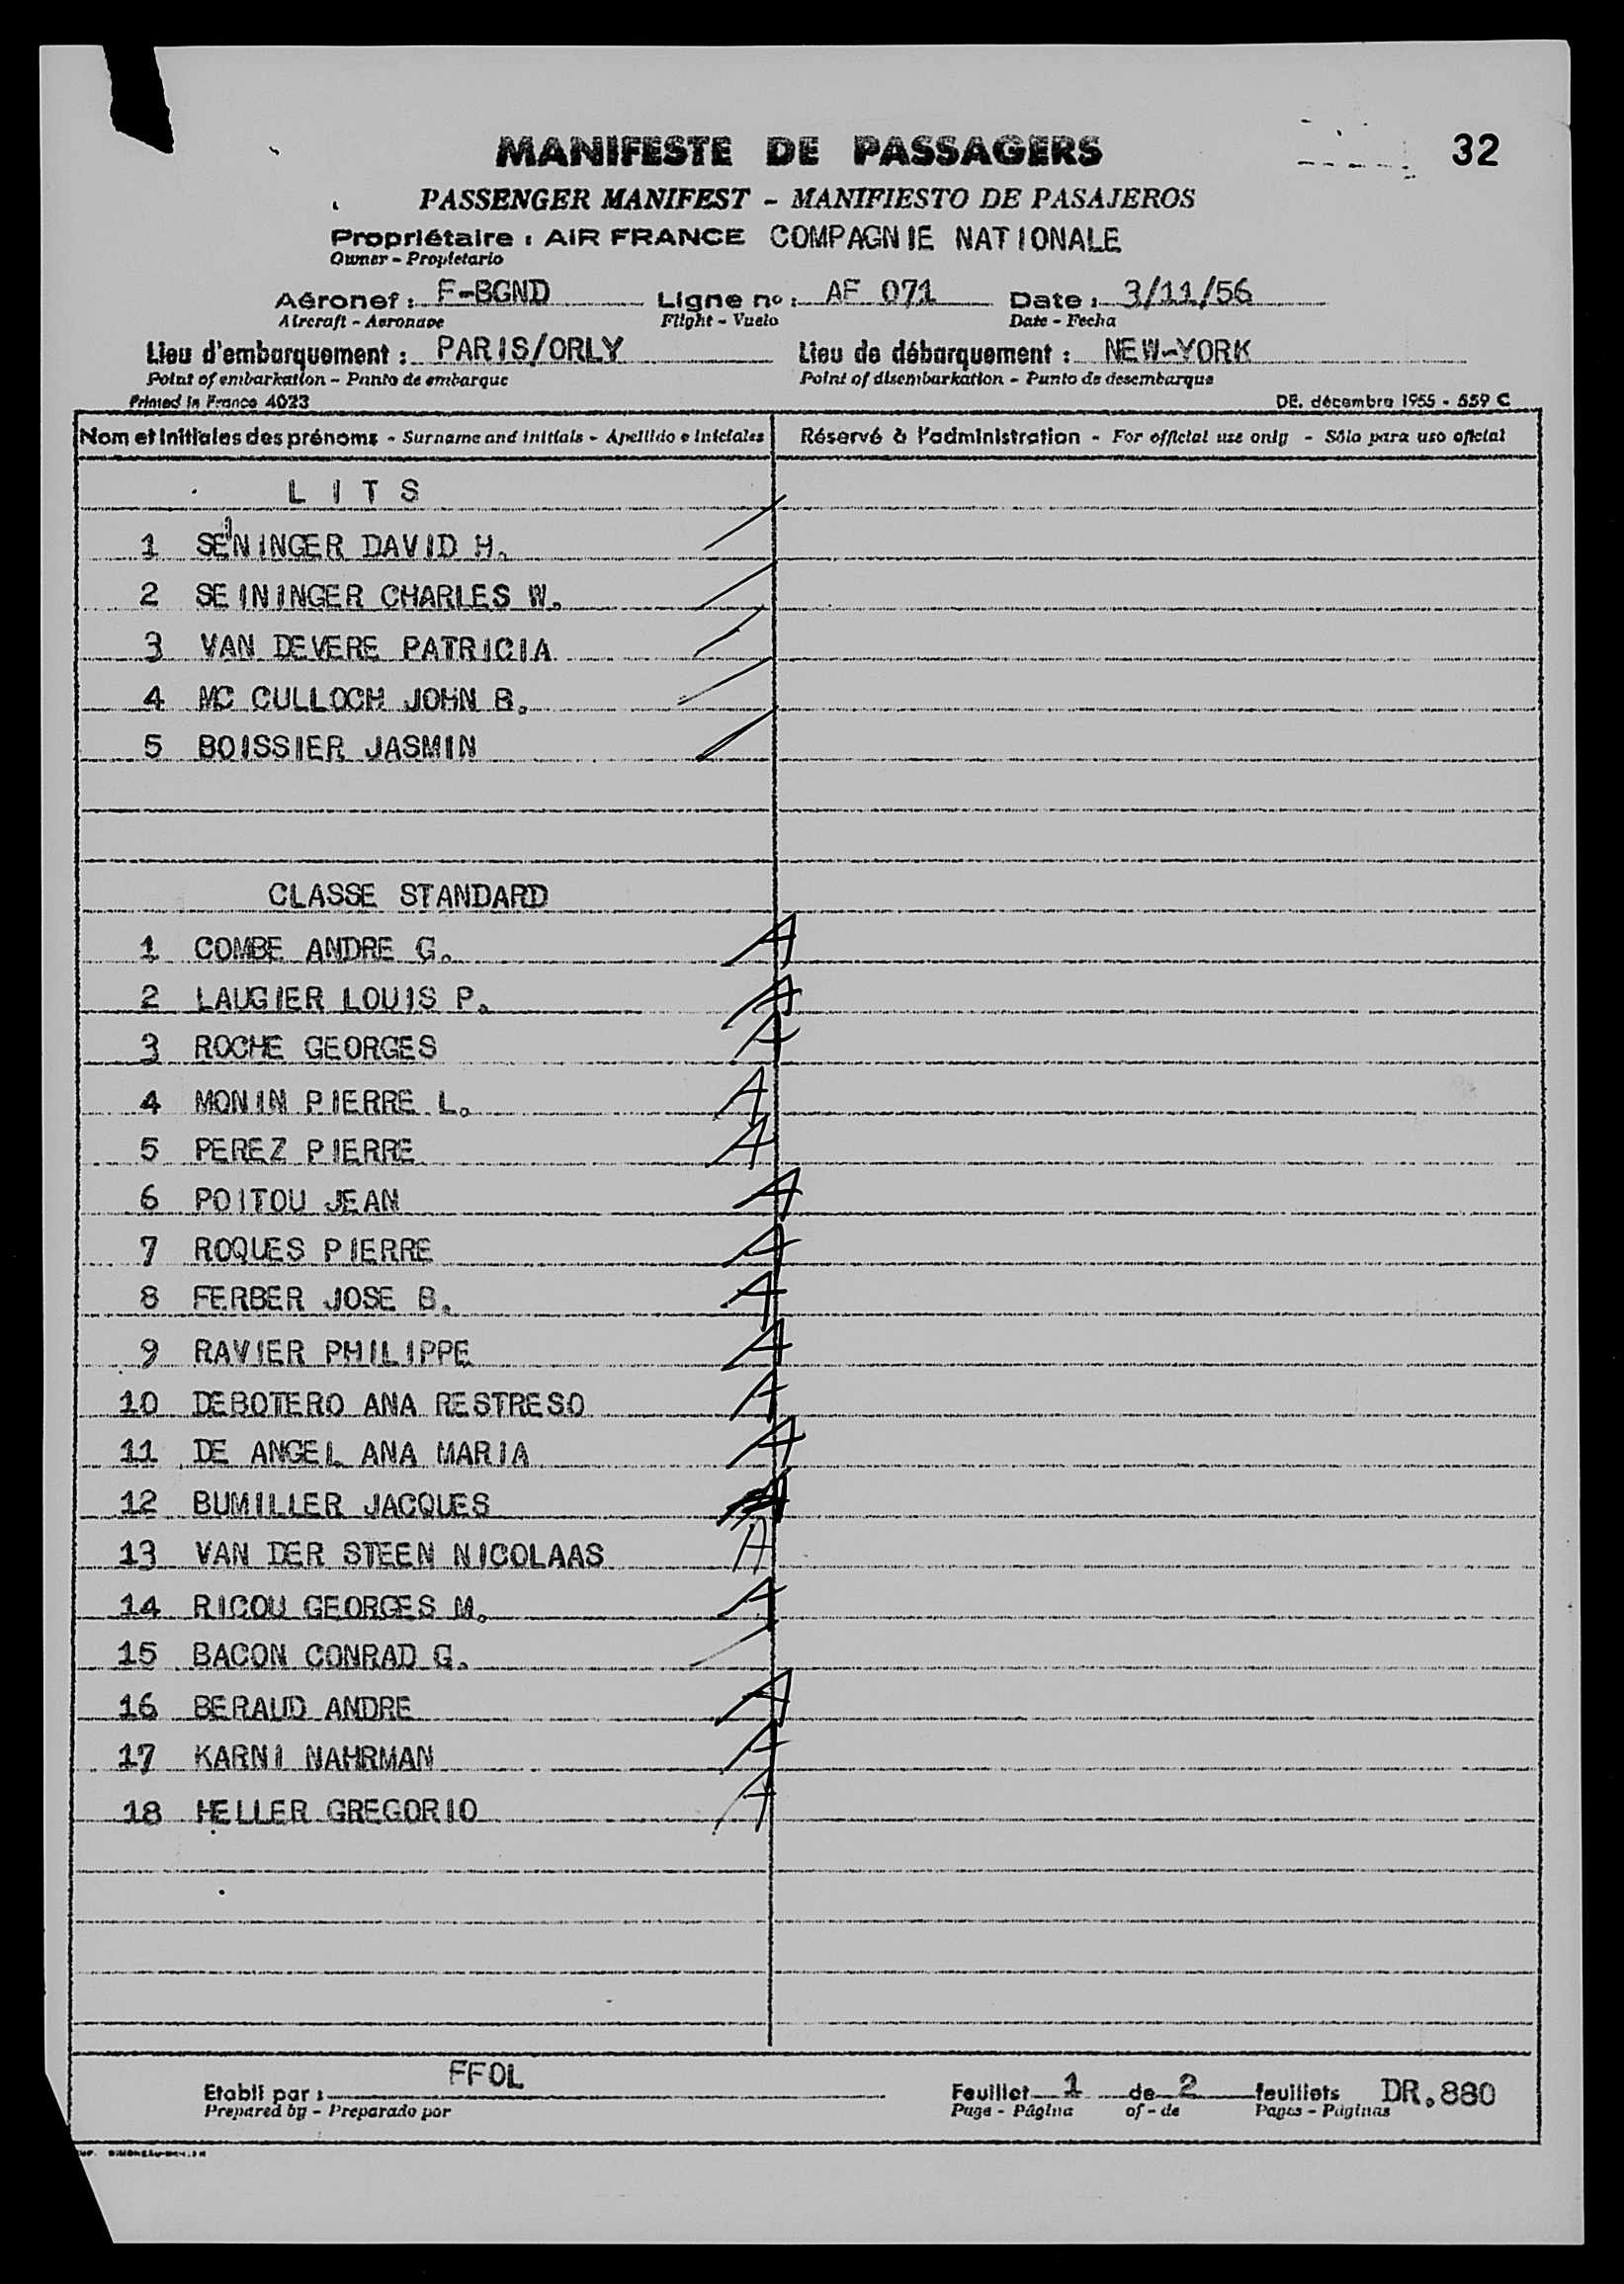 MANIFESTE DE PASSAGERS
32
PASSENGER MANIFEST - MANIFIESTO DE PASAJEROS
Propriétaire : AIR FRANCE COMPAGNIE NATIONALE
Owner - Propietario
Aéronef : F-BGND Ligne no : AF 071 Date : 3/11/56
Aircraft - Aeronave Flight - Vuelo Date - Fecha
Lieu d'embarquement : PARIS/ORLY Lieu de débarquement : NEW-YORK
Point of embarkation - Punto de embarque Point of disembarkation - Punto de desembarque
Printed in France 4023 DE. décembre 1955 - 559 C
Nom et initiales des prénoms - Surname and initials - Apellido e iniciales Réservé à l'administration - For official use only - Sólo para uso oficial
L I T S
1 SEiNINGER DAVID H.
2 SEININGER CHARLES W.
3 VAN DEVERE PATRICIA
4 MC CULLOCH JOHN B.
5 BOISSIER JASMIN
CLASSE STANDARD
1 COMBE ANDRE G. A
2 LAUGIER LOUIS P. A
3 ROCHE GEORGES A
4 MONIN PIERRE L. A
5 PEREZ PIERRE A
6 POITOU JEAN A
7 ROQUES PIERRE A
8 FERBER JOSE B. A
9 RAVIER PHILIPPE A
10 DEBOTERO ANA RESTRESO A
11 DE ANGEL ANA MARIA A
12 BUMILLER JACQUES A
13 VAN DER STEEN NICOLAAS A
14 RICOU GEORGES M. A
15 BACON CONRAD G.
16 BERAUD ANDRE A
17 KARNI NAHRMAN A
18 HELLER GREGORIO A
Etabli par : FFOL Feuillet 1 de 2 feuillets DR.880
Prepared by - Preparado por Page - Página of - de Pages - Páginas